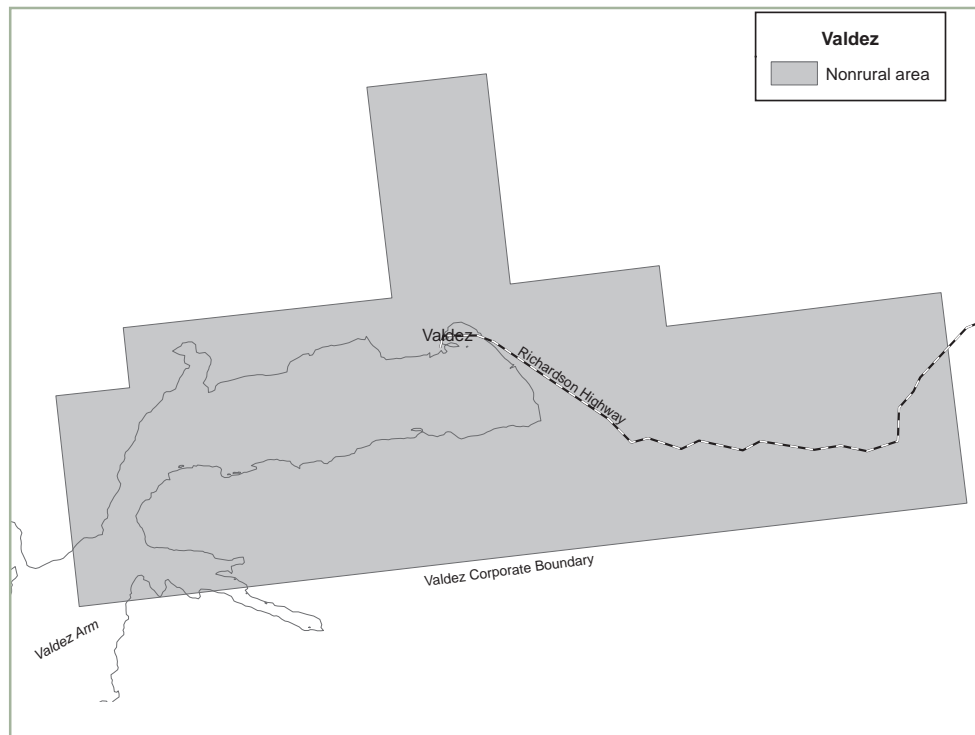 Valdez
Nonrural area
Valdez
Richardson Highway
Valdez Corporate Boundary
Valdez Arm